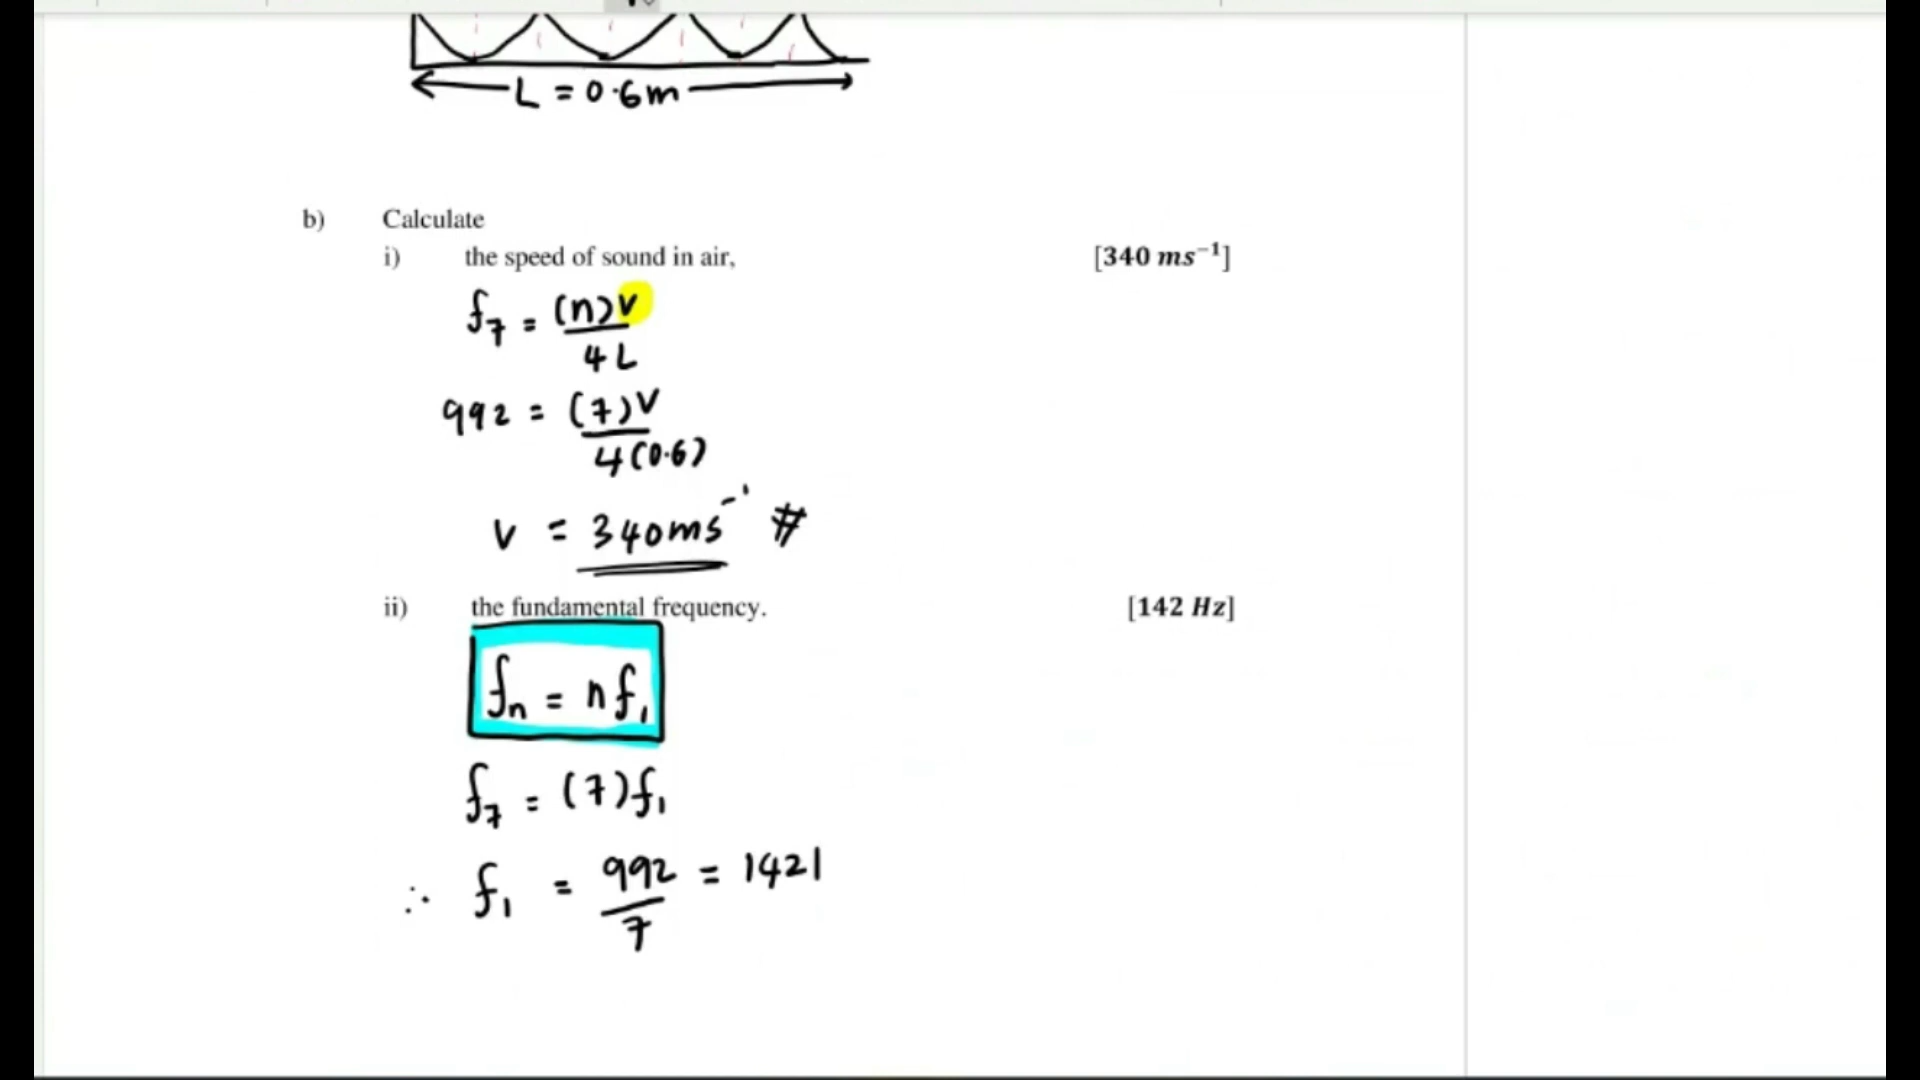 L = 0.6m
b) Calculate
i) the speed of sound in air, [340 ms⁻¹]
f₇ = (n)v / 4L
992 = (7)v / 4(0.6)
v = 340ms⁻¹ #
ii) the fundamental frequency. [142 Hz]
fₙ = nf₁
f₇ = (7)f₁
∴ f₁ = 992 / 7 = 142|